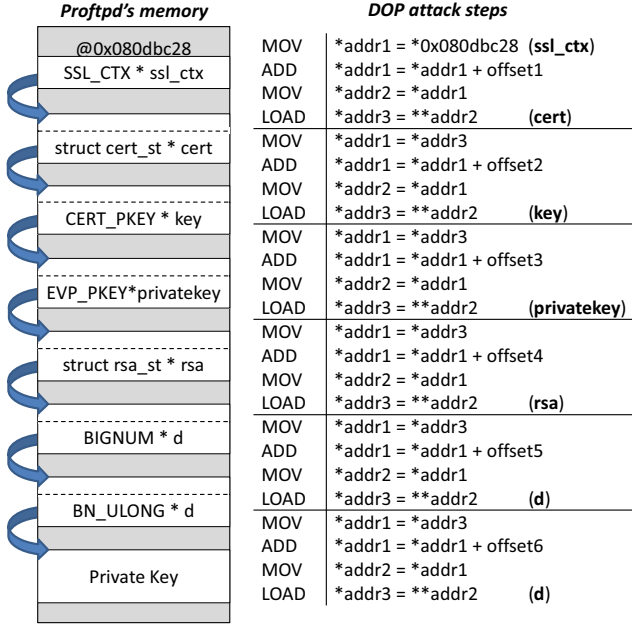 Proftpd's memory
@0x080dbc28
SSL_CTX * ssl_ctx
struct cert_st * cert
CERT_PKEY * key
EVP_PKEY*privatekey
struct rsa_st * rsa
BIGNUM * d
BN_ULONG * d
Private Key
DOP attack steps
MOV *addr1 = *0x080dbc28 (ssl_ctx)
ADD *addr1 = *addr1 + offset1
MOV *addr2 = *addr1
LOAD *addr3 = **addr2 (cert)
MOV *addr1 = *addr3
ADD *addr1 = *addr1 + offset2
MOV *addr2 = *addr1
LOAD *addr3 = **addr2 (key)
MOV *addr1 = *addr3
ADD *addr1 = *addr1 + offset3
MOV *addr2 = *addr1
LOAD *addr3 = **addr2 (privatekey)
MOV *addr1 = *addr3
ADD *addr1 = *addr1 + offset4
MOV *addr2 = *addr1
LOAD *addr3 = **addr2 (rsa)
MOV *addr1 = *addr3
ADD *addr1 = *addr1 + offset5
MOV *addr2 = *addr1
LOAD *addr3 = **addr2 (d)
MOV *addr1 = *addr3
ADD *addr1 = *addr1 + offset6
MOV *addr2 = *addr1
LOAD *addr3 = **addr2 (d)